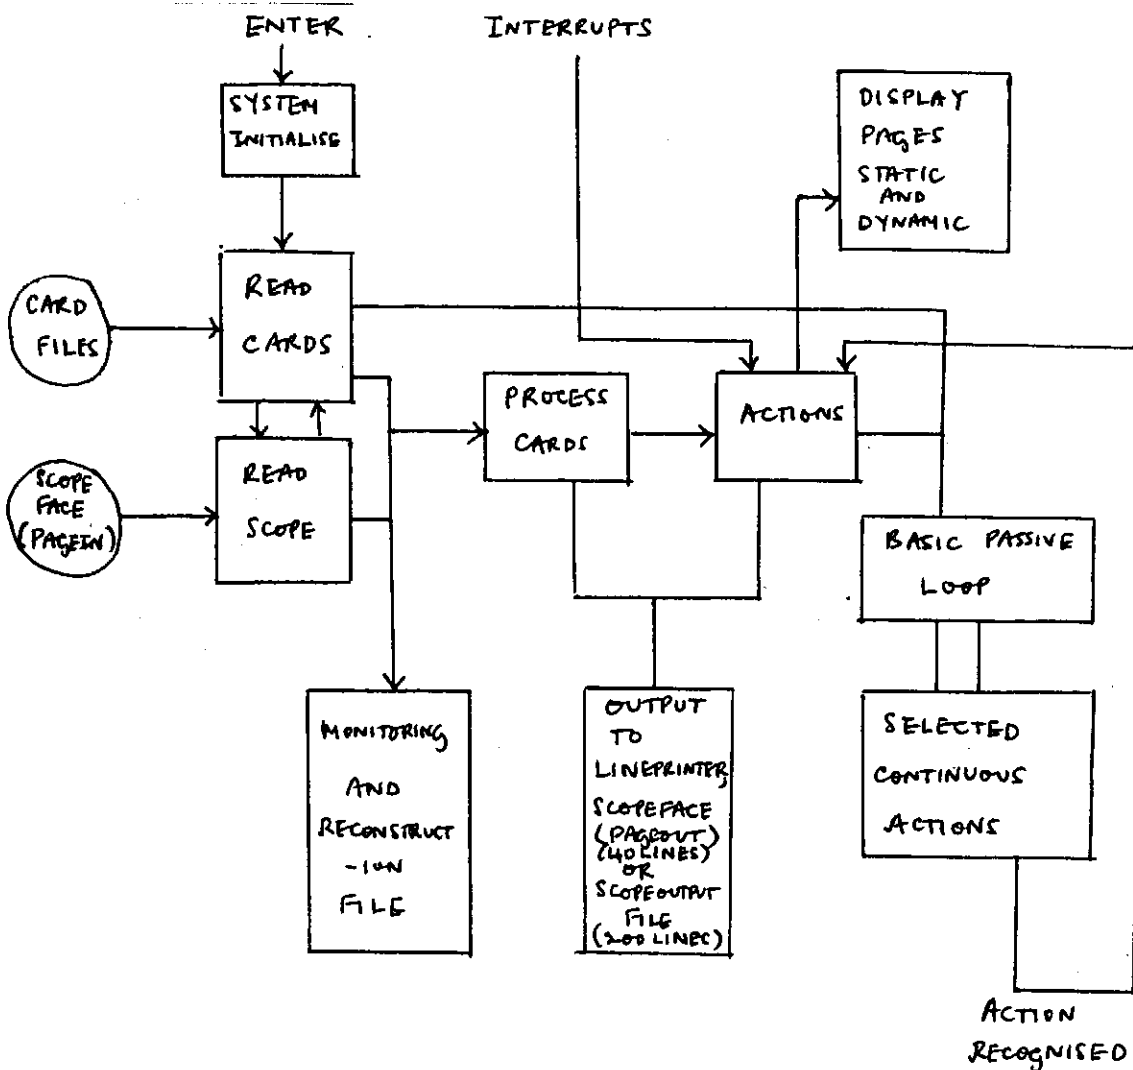 ENTER
INTERRUPTS
SYSTEM
INITIALISE
DISPLAY
PAGES
STATIC
AND
DYNAMIC
CARD
FILES
READ
CARDS
PROCESS
CARDS
ACTIONS
SCOPE
FACE
(PAGEIN)
READ
SCOPE
BASIC PASSIVE
LOOP
MONITORING
AND
RECONSTRUCT
-ION
FILE
OUTPUT
TO
LINEPRINTER,
SCOPEFACE
(PAGEOUT)
(40 LINES)
OR
SCOPEOUTPUT
FILE
(200 LINES)
SELECTED
CONTINUOUS
ACTIONS
ACTION
RECOGNISED